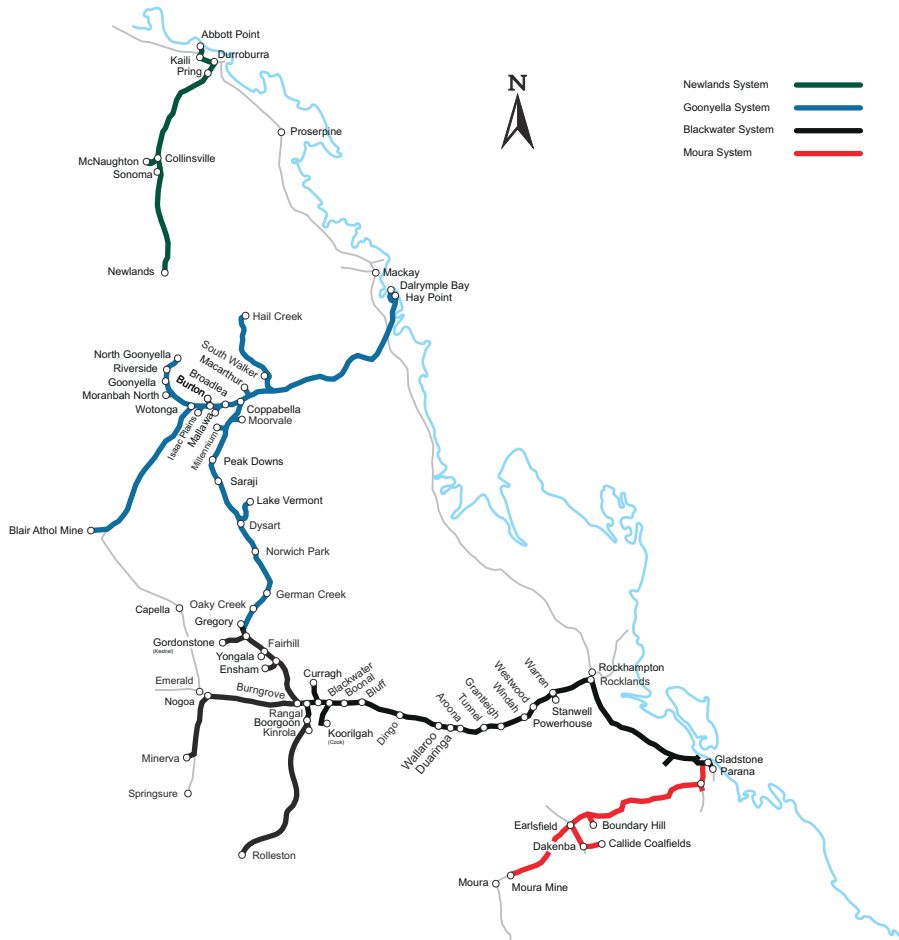 Abbott Point
Kaili
Durroburra
Pring
N
Newlands System
Goonyella System
Blackwater System
Moura System
Proserpine
McNaughton
Collinsville
Sonoma
Newlands
Mackay
Dalrymple Bay
Hay Point
Hail Creek
North Goonyella
Riverside
Goonyella
Moranbah North
Wotonga
South Walker
Macarthur
Broadlea
Burton
Isaac Plains
Mallawa
Millennium
Coppabella
Moorvale
Peak Downs
Saraji
Lake Vermont
Dysart
Blair Athol Mine
Norwich Park
German Creek
Capella
Oaky Creek
Gregory
Gordonstone
(Kestrel)
Fairhill
Yongala
Ensham
Emerald
Nogoa
Burngrove
Curragh
Blackwater
Boonal
Bluff
Rangal
Boorgoon
Kinrola
Koorilgah
(Cook)
Dingo
Wallaroo
Duaringa
Aroona
Tunnel
Grantleigh
Windah
Westwood
Warren
Stanwell
Powerhouse
Rockhampton
Rocklands
Minerva
Springsure
Rolleston
Gladstone
Parana
Earlsfield
Boundary Hill
Dakenba
Callide Coalfields
Moura
Moura Mine